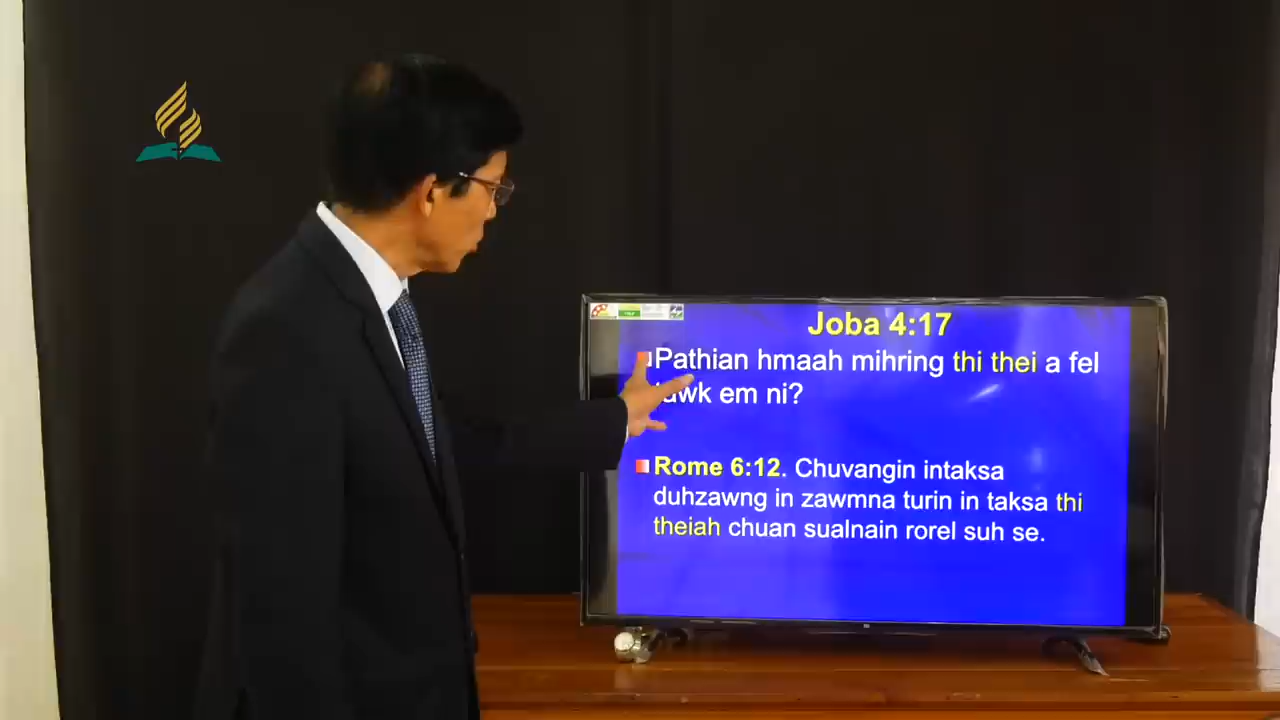 Joba 4:17
Pathian hmaah mihring thi thei a fel
em ni?
Rome 6:12. Chuvangin intaksa
duhzawng in zawmna turin in taksa thi
theiah chuan sualnain rorel suh se.